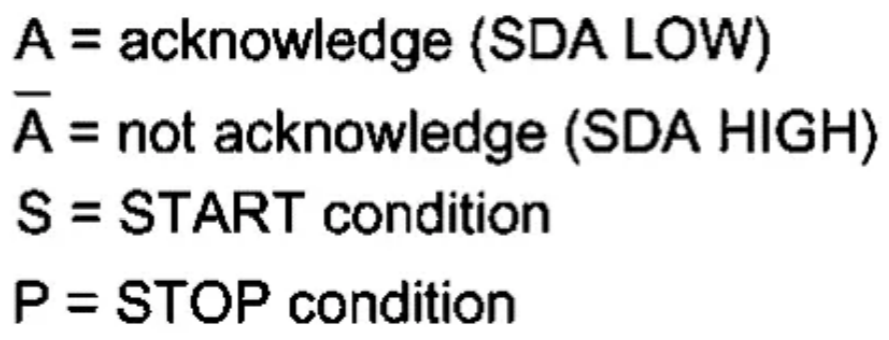 A = acknowledge (SDA LOW)
A̅ = not acknowledge (SDA HIGH)
S = START condition
P = STOP condition